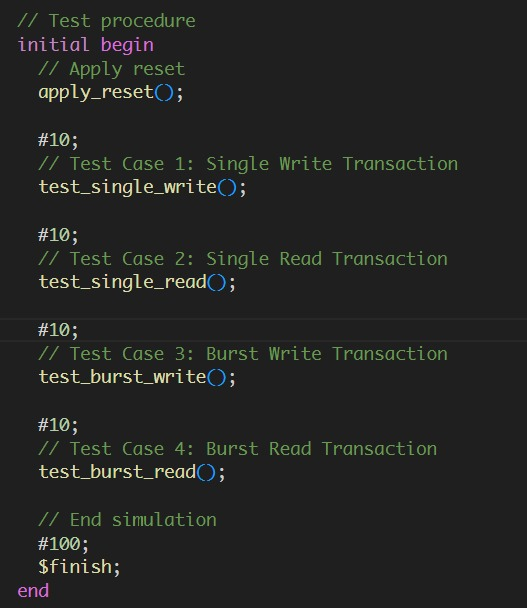 // Test procedure
initial begin
// Apply reset
apply_reset();
#10;
// Test Case 1: Single Write Transaction
test_single_write();
#10;
// Test Case 2: Single Read Transaction
test_single_read();
#10;
// Test Case 3: Burst Write Transaction
test_burst_write();
#10;
// Test Case 4: Burst Read Transaction
test_burst_read();
// End simulation
#100;
$finish;
end